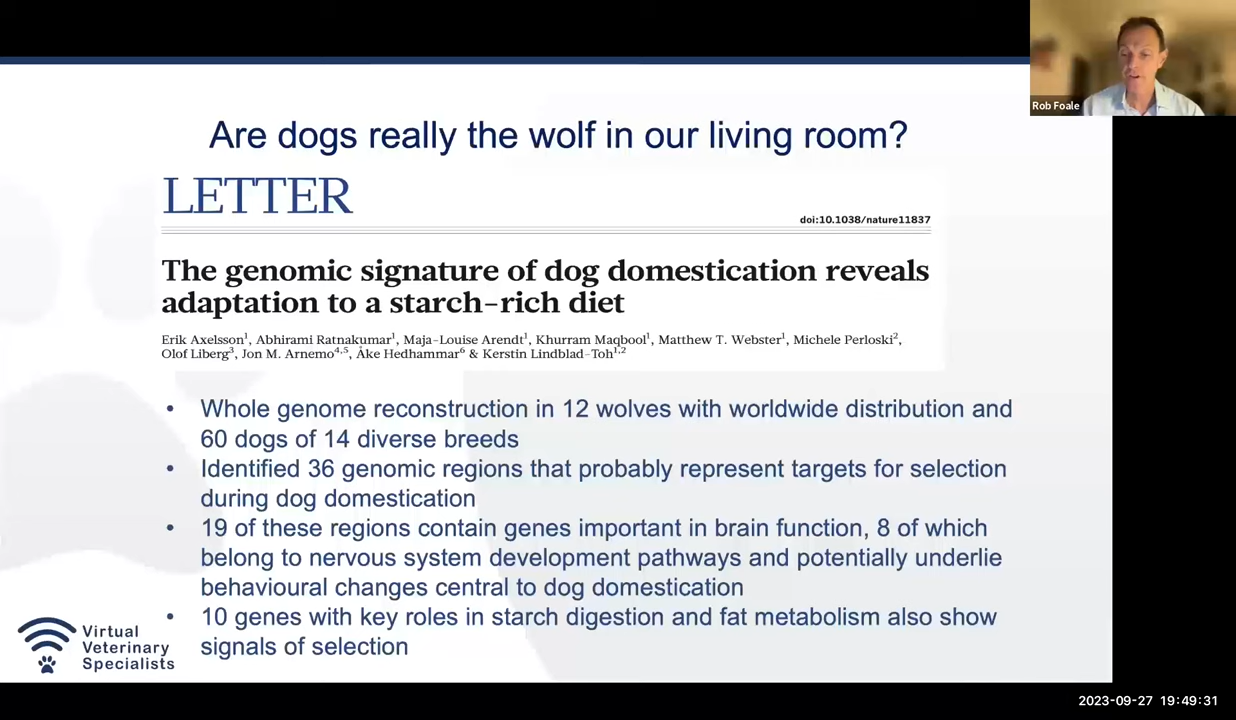 Rob Foale
Are dogs really the wolf in our living room?
LETTER
doi:10.1038/nature11837
The genomic signature of dog domestication reveals
adaptation to a starch-rich diet
Erik Axelsson1, Abhirami Ratnakumar1, Maja-Louise Arendt1, Khurram Maqbool1, Matthew T. Webster1, Michele Perloski2,
Olof Liberg3, Jon M. Arnemo4,5, Åke Hedhammar6 & Kerstin Lindblad-Toh1,2
• Whole genome reconstruction in 12 wolves with worldwide distribution and
60 dogs of 14 diverse breeds
• Identified 36 genomic regions that probably represent targets for selection
during dog domestication
• 19 of these regions contain genes important in brain function, 8 of which
belong to nervous system development pathways and potentially underlie
behavioural changes central to dog domestication
• 10 genes with key roles in starch digestion and fat metabolism also show
signals of selection
Virtual
Veterinary
Specialists
2023-09-27 19:49:31